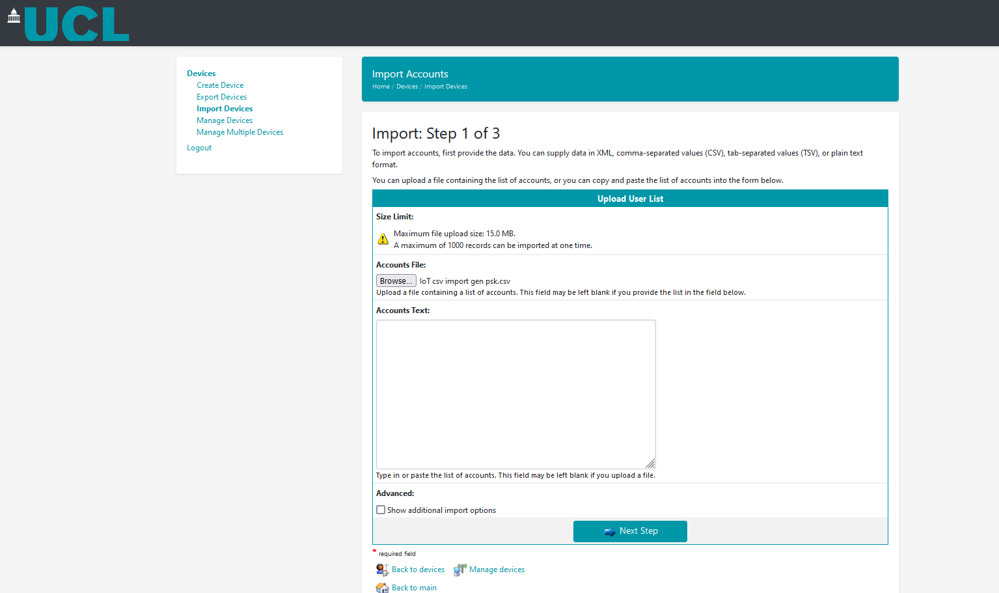 UCL
Devices
Create Device
Export Devices
Import Devices
Manage Devices
Manage Multiple Devices
Logout
Import Accounts
Home / Devices / Import Devices
Import: Step 1 of 3
To import accounts, first provide the data. You can supply data in XML, comma-separated values (CSV), tab-separated values (TSV), or plain text
format.
You can upload a file containing the list of accounts, or you can copy and paste the list of accounts into the form below.
Upload User List
Size Limit:
Maximum file upload size: 15.0 MB.
A maximum of 1000 records can be imported at one time.
Accounts File:
Browse... IoT csv import gen psk.csv
Upload a file containing a list of accounts. This field may be left blank if you provide the list in the field below.
Accounts Text:
Type in or paste the list of accounts. This field may be left blank if you upload a file.
Advanced:
Show additional import options
Next Step
* required field
Back to devices Manage devices
Back to main